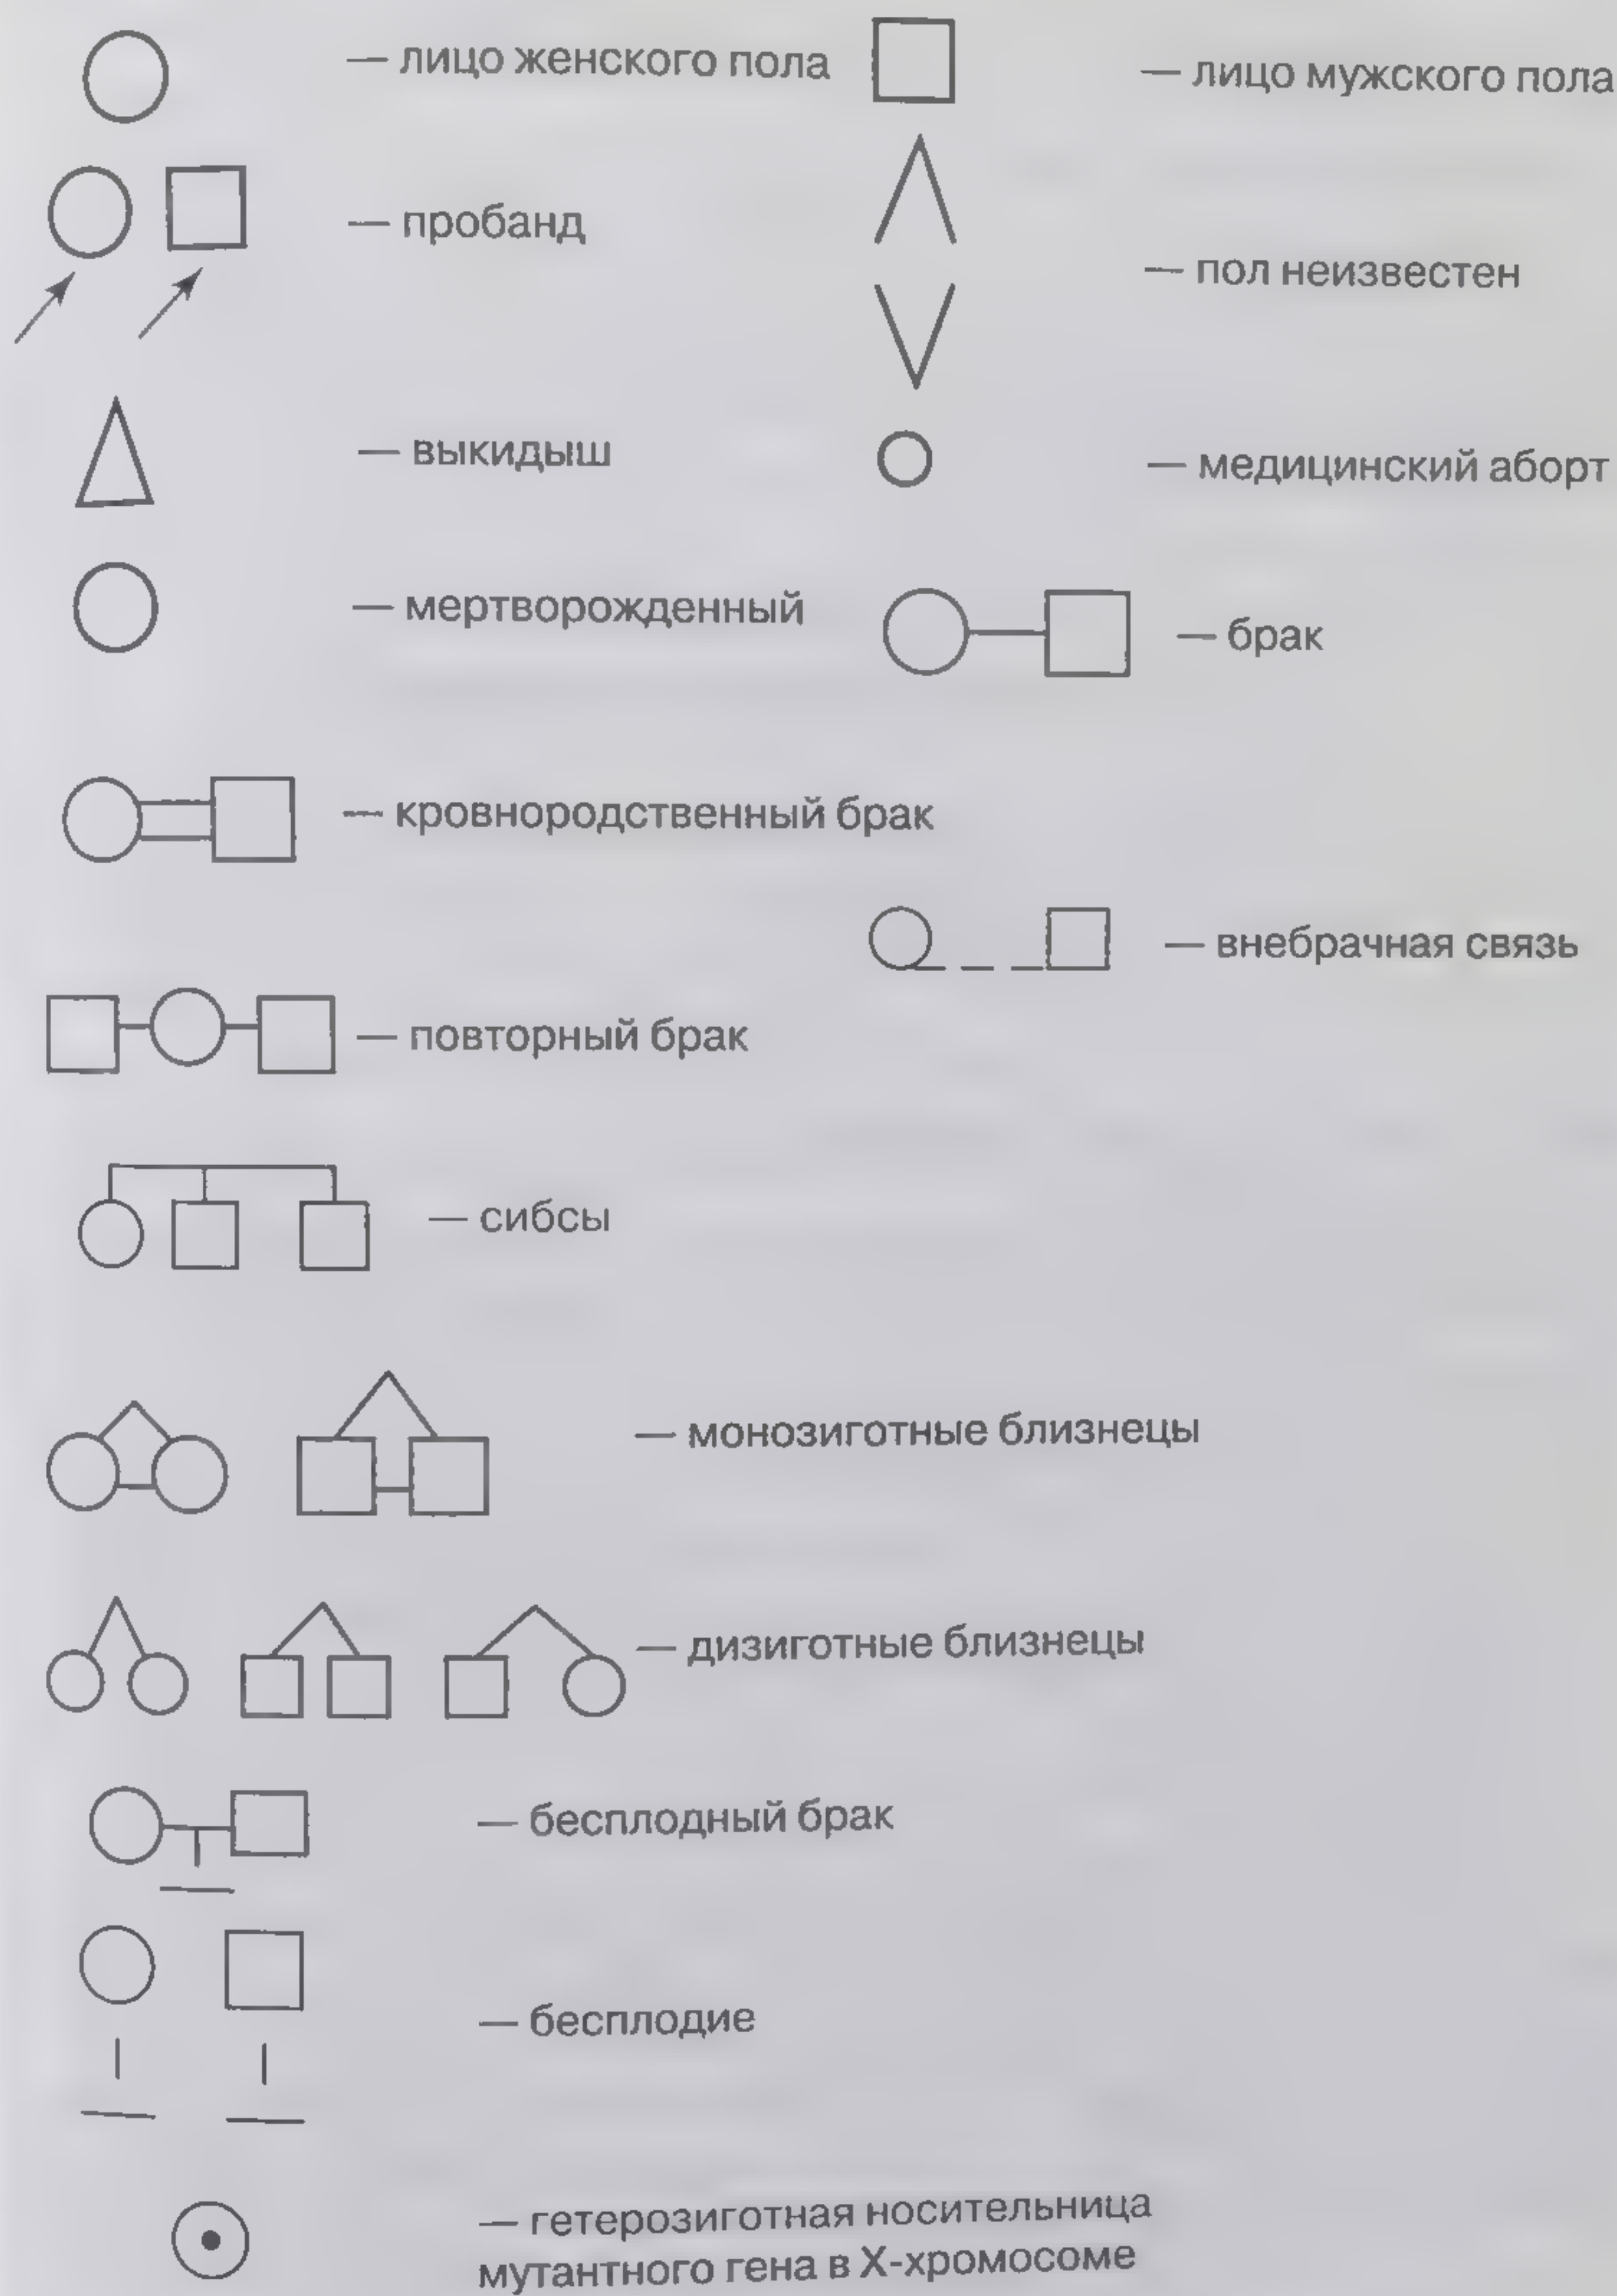 — лицо женского пола
— лицо мужского пола
— пробанд
— пол неизвестен
— выкидыш
— медицинский аборт
— мертворожденный
— брак
— кровнородственный брак
— внебрачная связь
— повторный брак
— сибсы
— монозиготные близнецы
— дизиготные близнецы
— бесплодный брак
— бесплодие
— гетерозиготная носительница
мутантного гена в Х-хромосоме